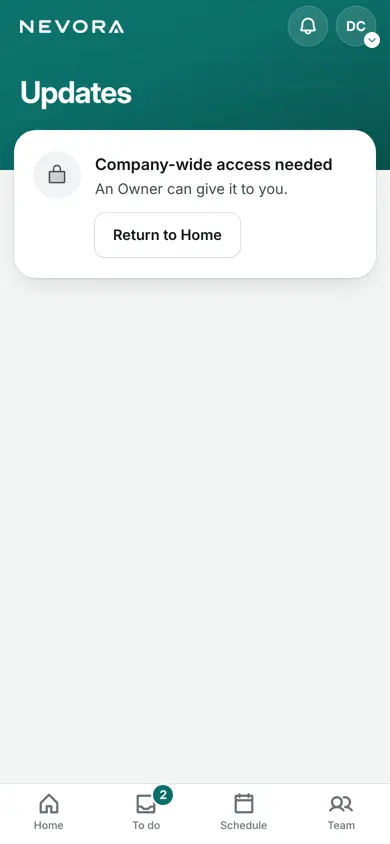 NEVORA
DC
Updates
Company-wide access needed
An Owner can give it to you.
Return to Home
2
Home
To do
Schedule
Team